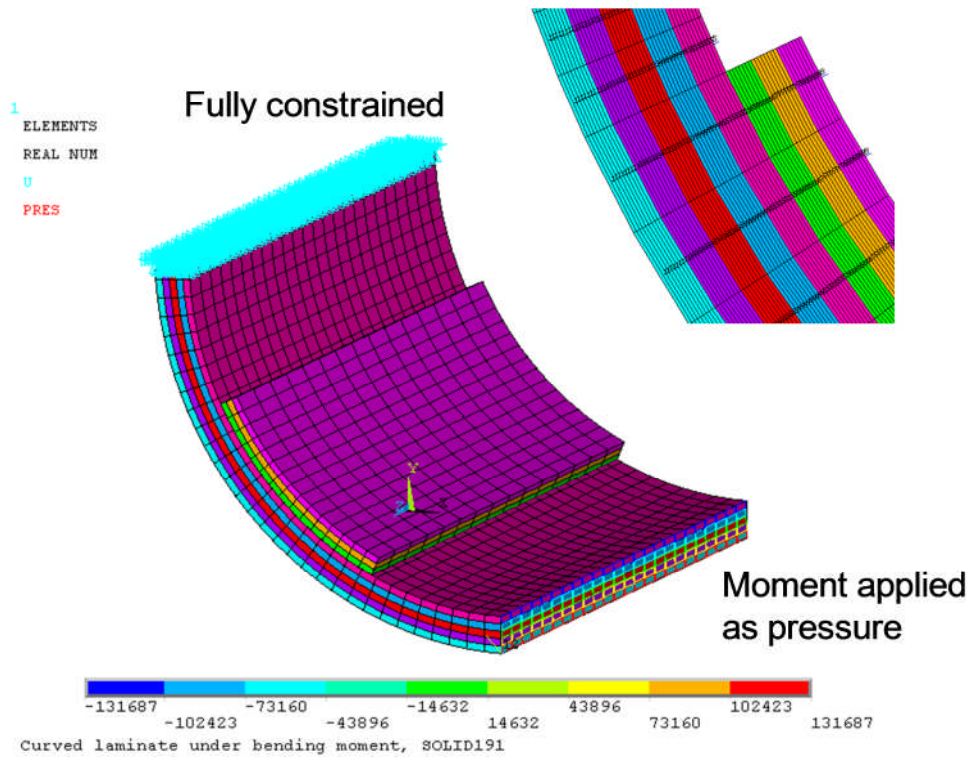 Fully constrained
1
ELEMENTS
REAL NUM
U
PRES
Y
X
Z
Moment applied
as pressure
-131687 -73160 -14632 43896 102423
-102423 -43896 14632 73160 131687
Curved laminate under bending moment, SOLID191